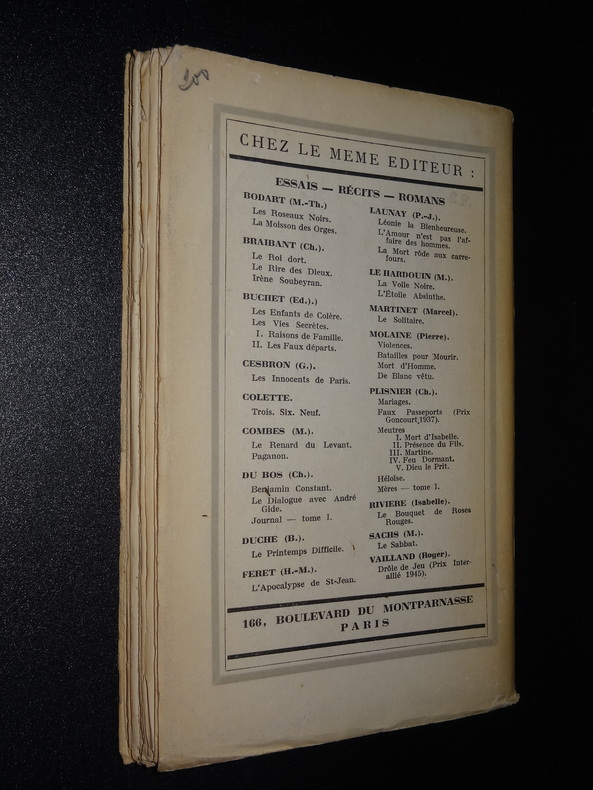 200
CHEZ LE MEME EDITEUR :
ESSAIS — RÉCITS — ROMANS
BODART (M.-Th.)
Les Roseaux Noirs.
La Moisson des Orges.
BRAIBANT (Ch.).
Le Roi dort.
Le Rire des Dieux.
Irène Soubeyran.
BUCHET (Ed.).)
Les Enfants de Colère.
Les Vies Secrètes.
I. Raisons de Famille.
II. Les Faux départs.
CESBRON (G.).
Les Innocents de Paris.
COLETTE.
Trois. Six. Neuf.
COMBES (M.).
Le Renard du Levant.
Paganon.
DU BOS (Ch.).
Benjamin Constant.
Le Dialogue avec André
Gide.
Journal — tome I.
DUCHE (B.).
Le Printemps Difficile.
FERET (H.-M.).
L'Apocalypse de St-Jean.
LAUNAY (P.-J.).
Léonie la Bienheureuse.
L'Amour n'est pas l'af-
faire des hommes.
La Mort rôde aux carre-
fours.
LE HARDOUIN (M.).
La Voile Noire.
L'Étoile Absinthe.
MARTINET (Marcel).
Le Solitaire.
MOLAINE (Pierre).
Violences.
Batailles pour Mourir.
Mort d'Homme.
De Blanc vêtu.
PLISNIER (Ch.).
Mariages.
Faux Passeports (Prix
Goncourt 1937).
Meutres
I. Mort d'Isabelle.
II. Présence du Fils.
III. Martine.
IV. Feu Dormant.
V. Dieu le Prit.
Héloïse.
Mères — tome I.
RIVIERE (Isabelle).
Le Bouquet de Roses
Rouges.
SACHS (M.).
Le Sabbat.
VAILLAND (Roger).
Drôle de Jeu (Prix Inter-
allié 1945).
166, BOULEVARD DU MONTPARNASSE
PARIS